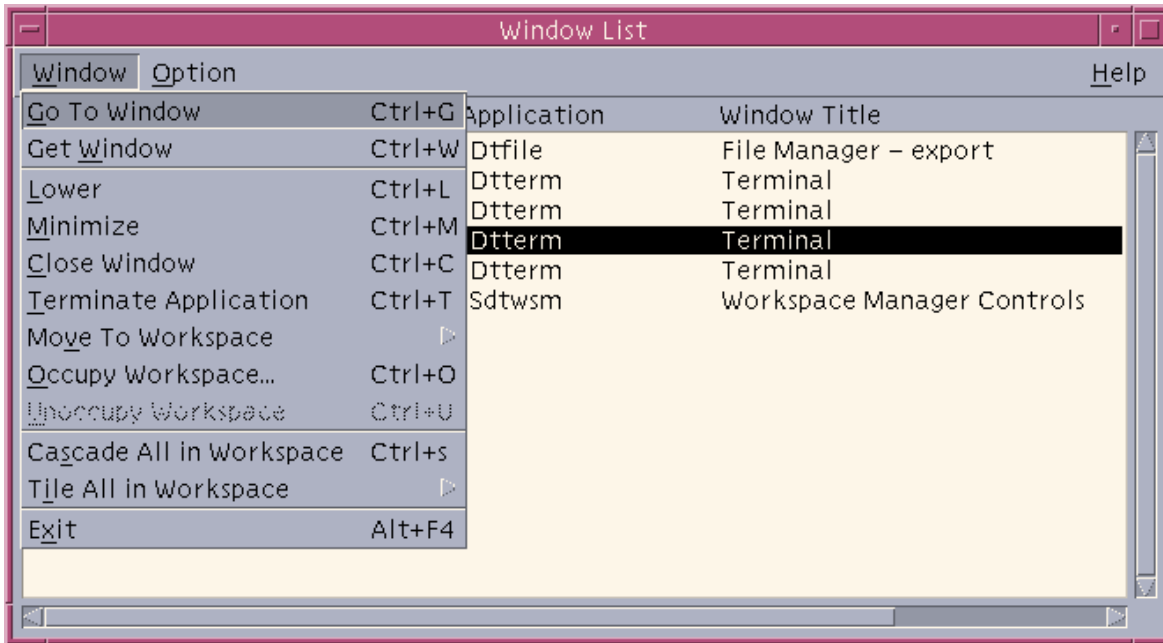 Window List
Window Option Help
Go To Window Ctrl+G Application Window Title
Get Window Ctrl+W Dtfile File Manager – export
Lower Ctrl+L Dtterm Terminal
Minimize Ctrl+M Dtterm Terminal
Dtterm Terminal
Close Window Ctrl+C Dtterm Terminal
Terminate Application Ctrl+T Sdtwsm Workspace Manager Controls
Move To Workspace
Occupy Workspace... Ctrl+O
Unoccupy Workspace Ctrl+U
Cascade All in Workspace Ctrl+s
Tile All in Workspace
Exit Alt+F4